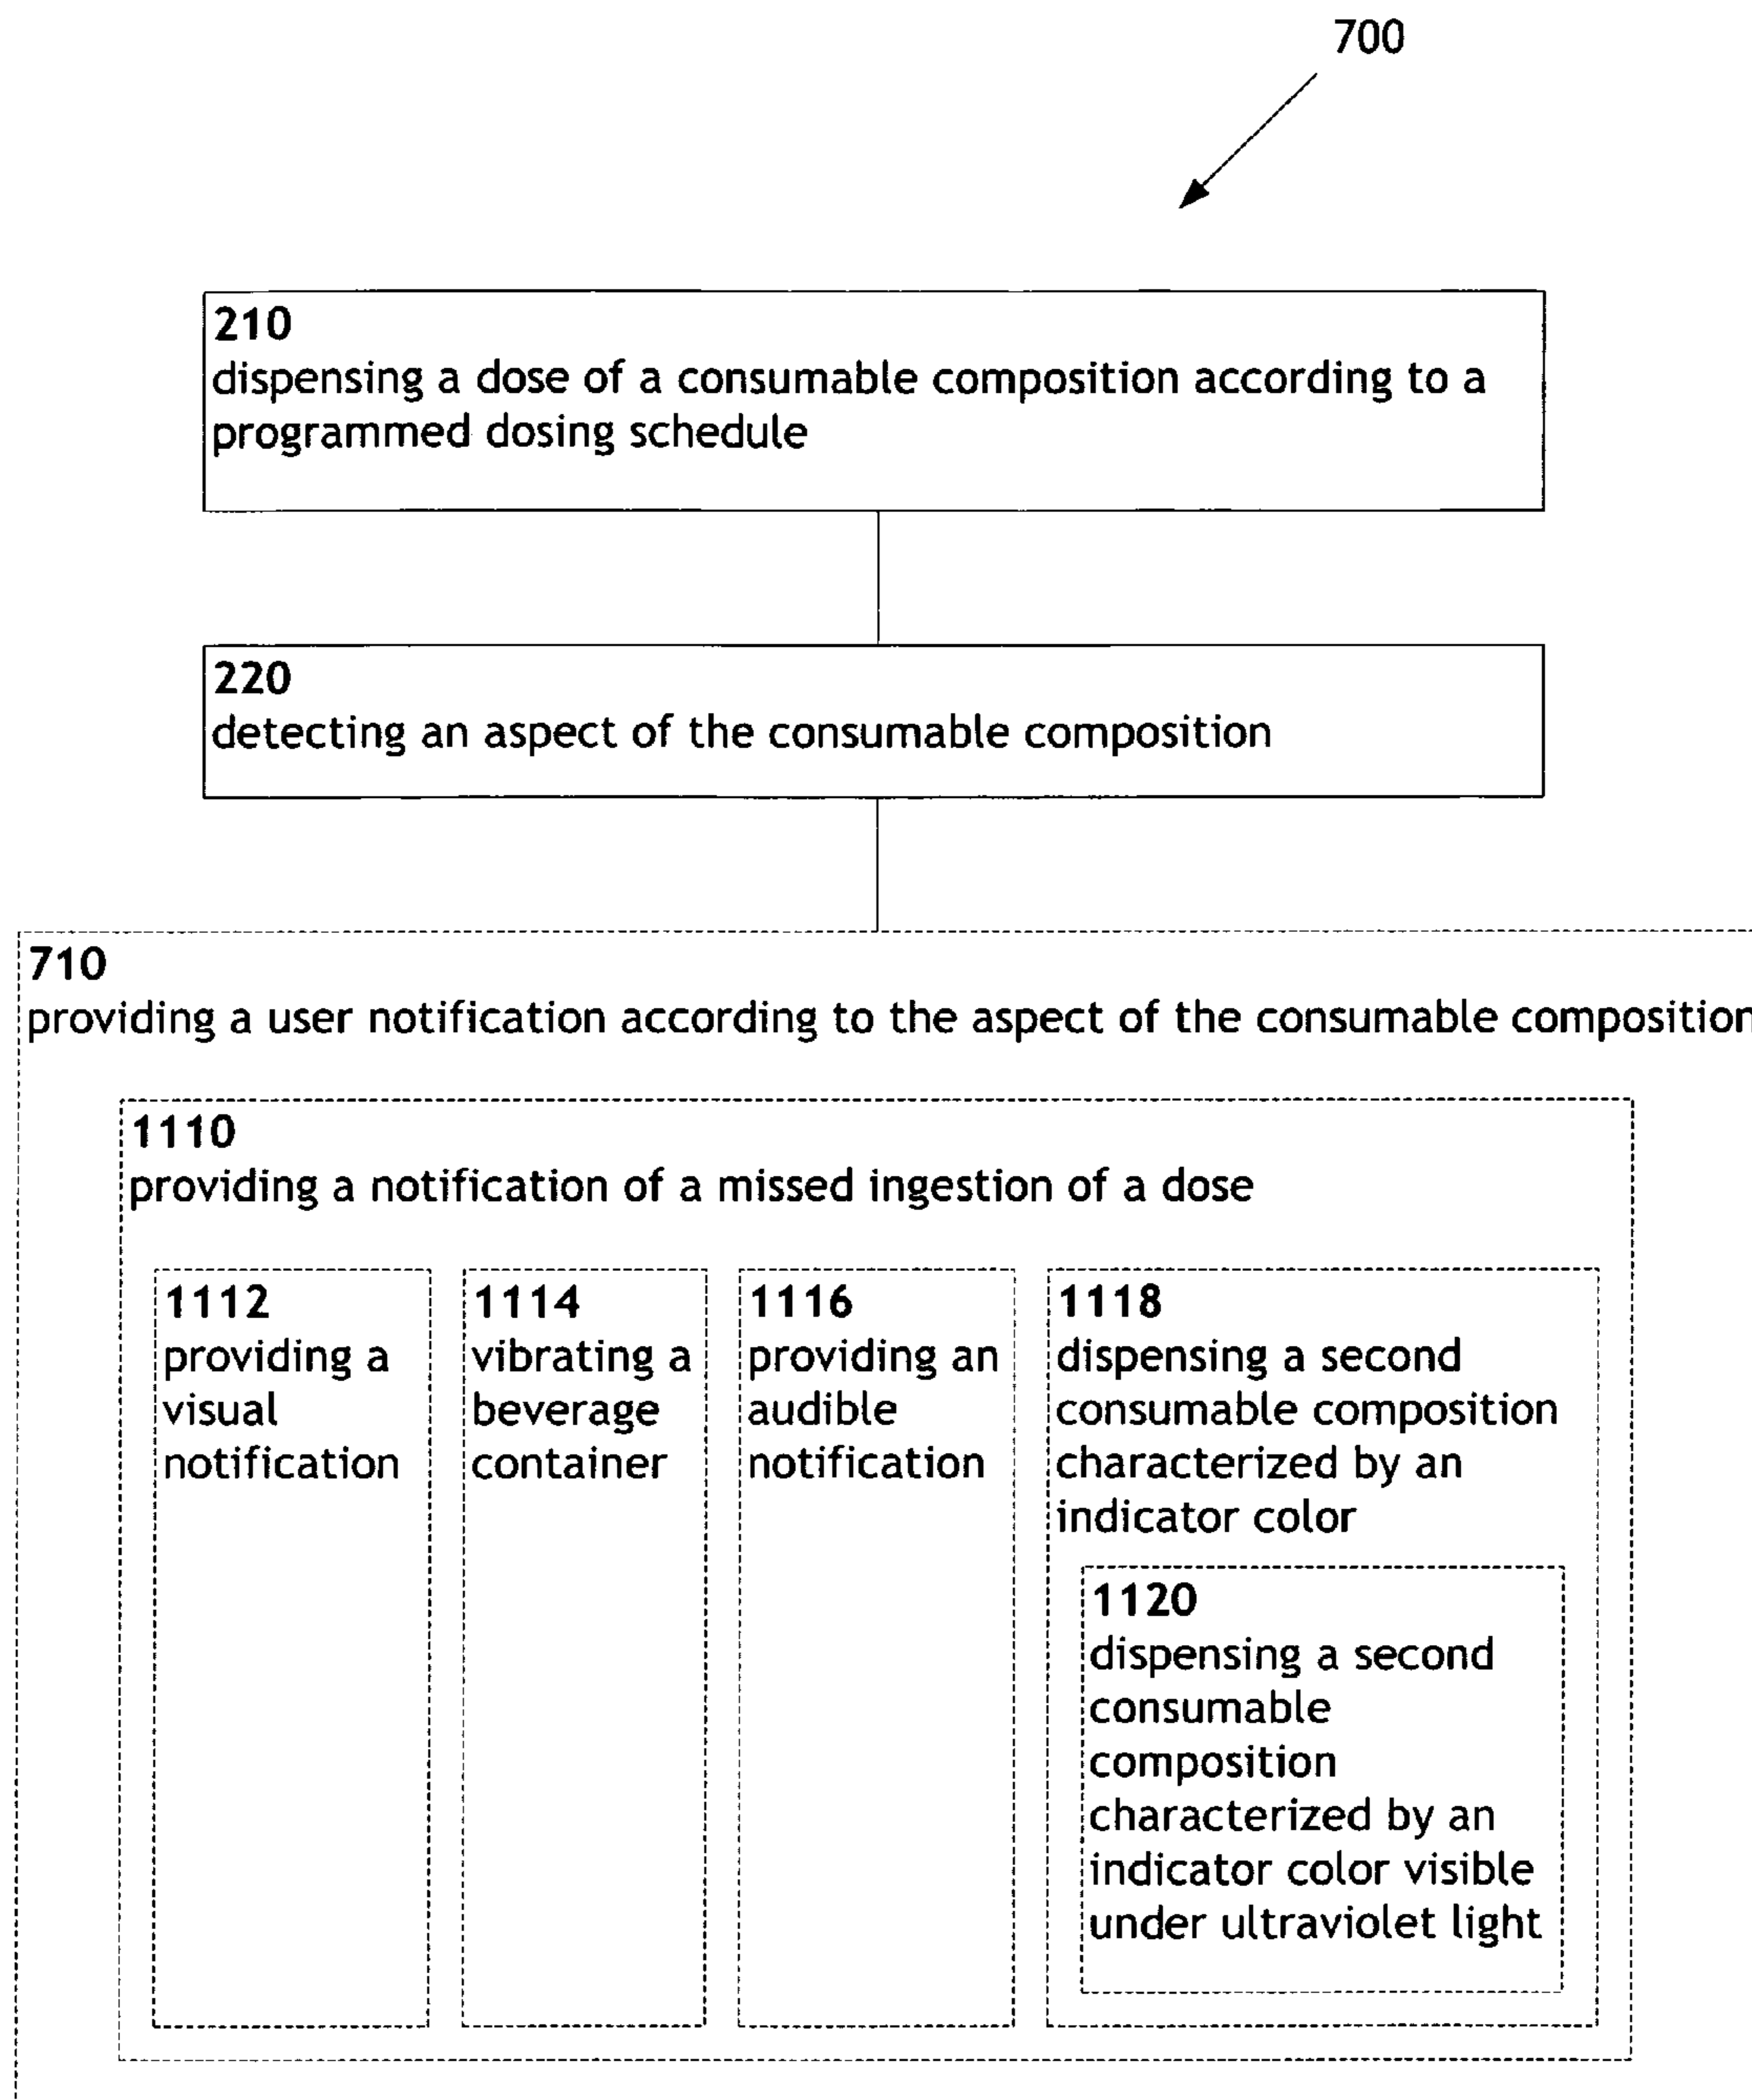 700
210
dispensing a dose of a consumable composition according to a
programmed dosing schedule
220
detecting an aspect of the consumable composition
710
providing a user notification according to the aspect of the consumable composition
1110
providing a notification of a missed ingestion of a dose
1112
providing a
visual
notification
1114
vibrating a
beverage
container
1116
providing an
audible
notification
1118
dispensing a second
consumable composition
characterized by an
indicator color
1120
dispensing a second
consumable
composition
characterized by an
indicator color visible
under ultraviolet light